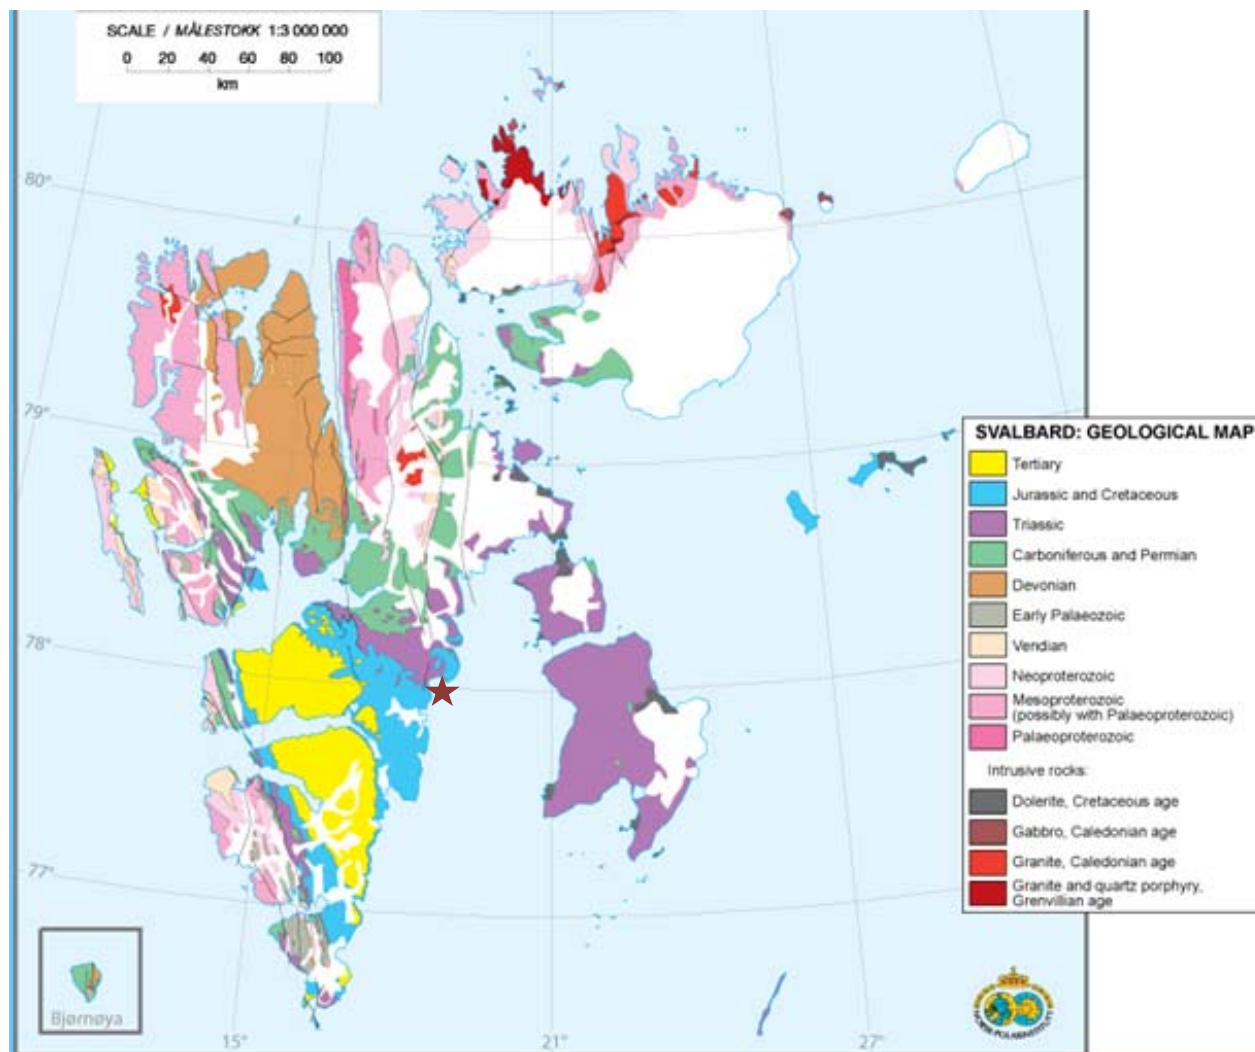 SCALE / MÅLESTOKK 1:3 000 000
0 20 40 60 80 100
km
80°
79°
78°
77°
15°
21°
27°
Bjørnøya
SVALBARD: GEOLOGICAL MAP
Tertiary
Jurassic and Cretaceous
Triassic
Carboniferous and Permian
Devonian
Early Palaeozoic
Vendian
Neoproterozoic
Mesoproterozoic
(possibly with Palaeoproterozoic)
Palaeoproterozoic
Intrusive rocks:
Dolerite, Cretaceous age
Gabbro, Caledonian age
Granite, Caledonian age
Granite and quartz porphyry,
Grenvillian age
NORSK POLARINSTITUTT